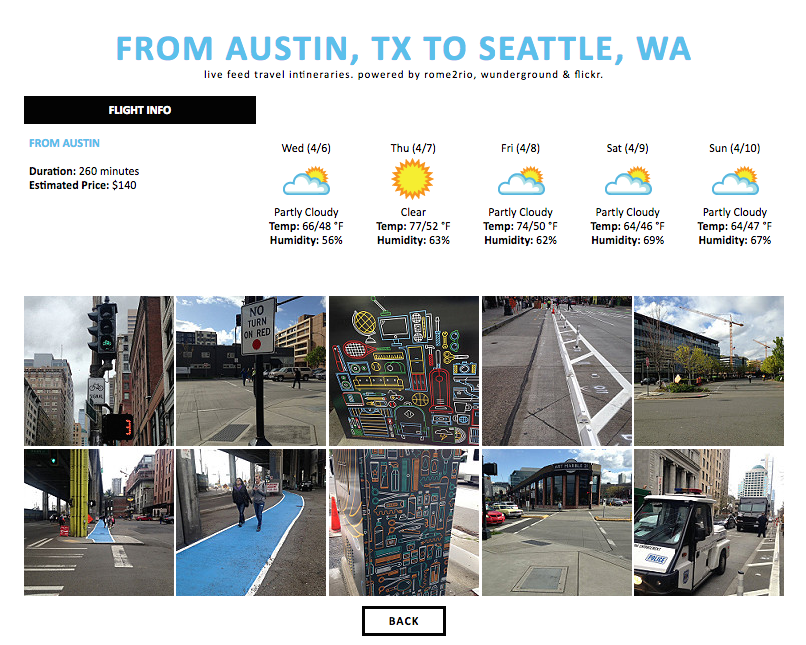 FROM AUSTIN, TX TO SEATTLE, WA
live feed travel intineraries. powered by rome2rio, wunderground & flickr.
FLIGHT INFO
FROM AUSTIN
Duration: 260 minutes
Estimated Price: $140
Wed (4/6)
Partly Cloudy
Temp: 66/48 °F
Humidity: 56%
Thu (4/7)
Clear
Temp: 77/52 °F
Humidity: 63%
Fri (4/8)
Partly Cloudy
Temp: 74/50 °F
Humidity: 62%
Sat (4/9)
Partly Cloudy
Temp: 64/46 °F
Humidity: 69%
Sun (4/10)
Partly Cloudy
Temp: 64/47 °F
Humidity: 67%
SIGNAL
3
NO
TURN
ON RED
ART MARBLE 21
POLICE
BACK